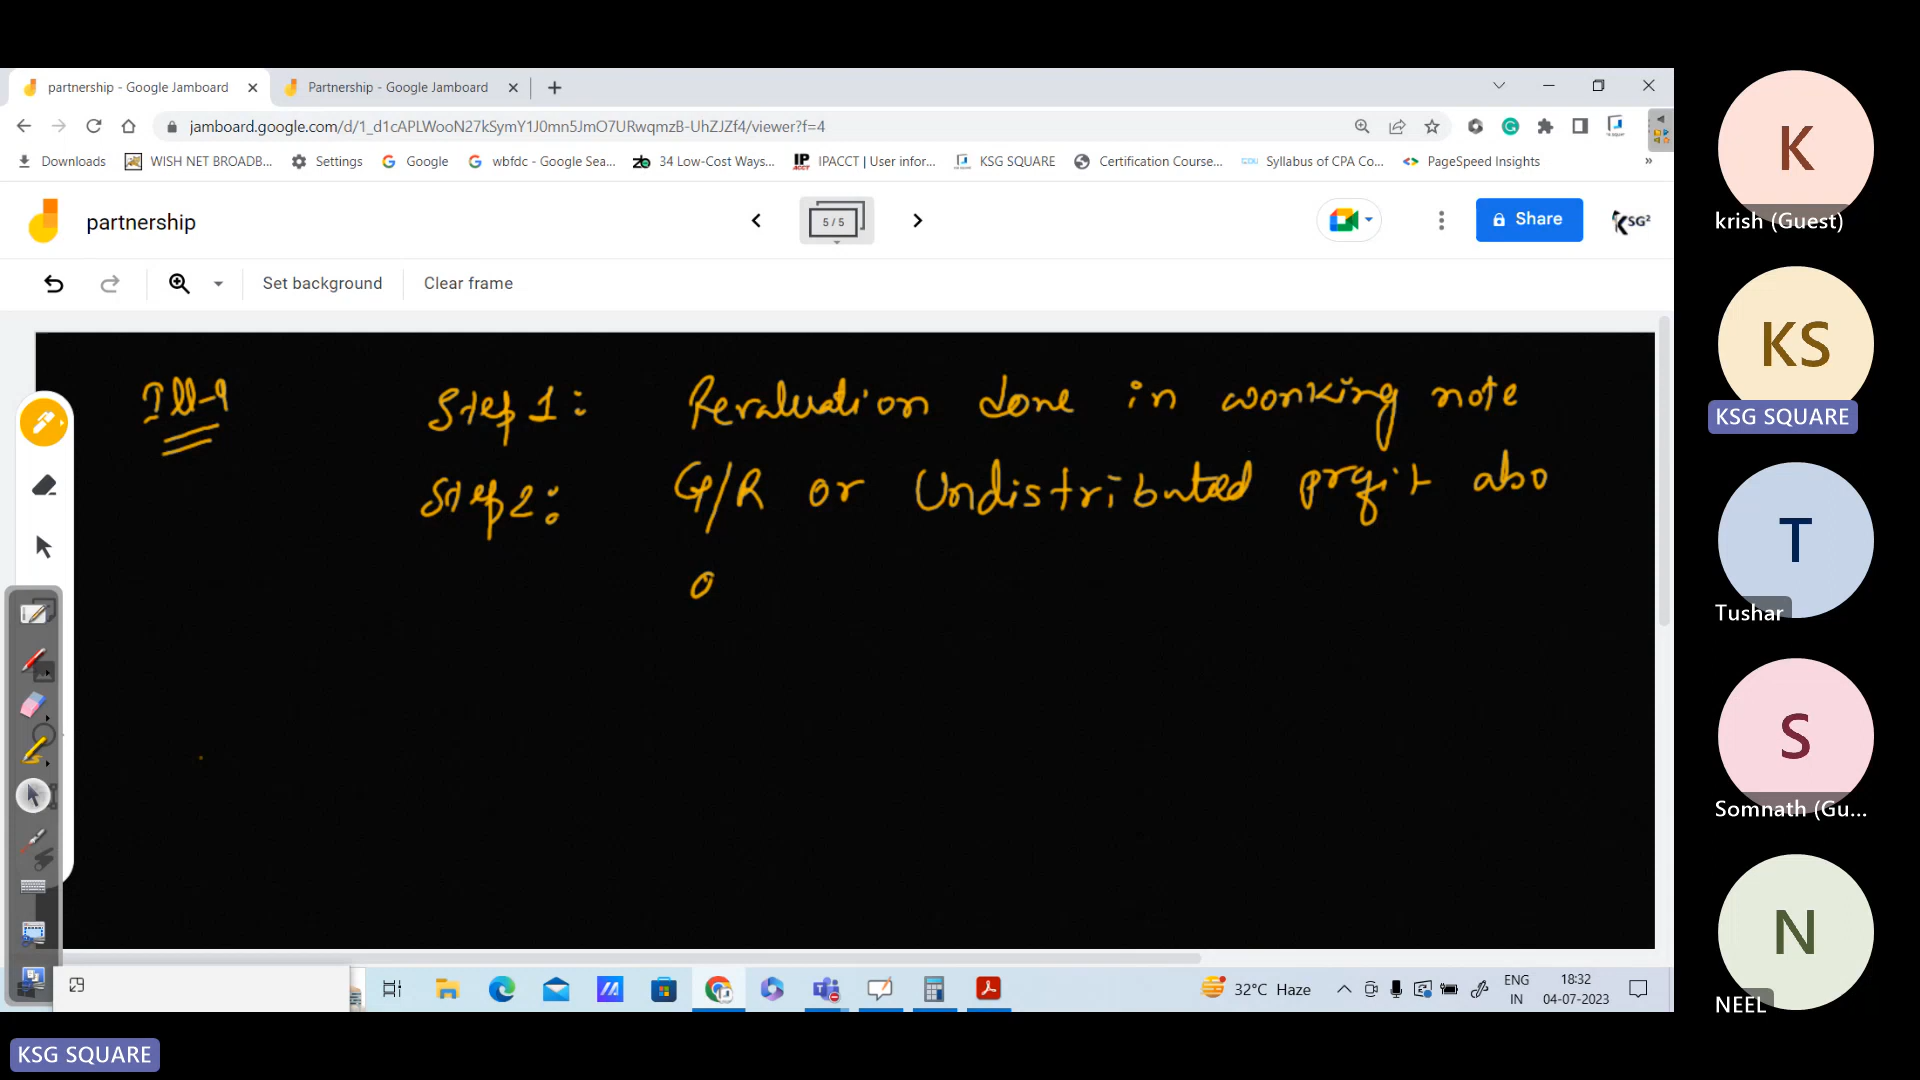 partnership - Google Jamboard
Partnership - Google Jamboard
jamboard.google.com/d/1_d1cAPLWooN27kSymY1J0mn5JmO7URwqmzB-UhZJZf4/viewer?f=4
Downloads WISH NET BROADB... Settings Google wbfdc - Google Sea... 34 Low-Cost Ways... IPACCT | User infor... KSG SQUARE Certification Course... Syllabus of CPA Co... PageSpeed Insights »
partnership
5 / 5
Share
KSG²
Set background
Clear frame
Ill-9
Step 1: Revaluation done in working note
Step 2: G/R or Undistributed profit also
0
32°C Haze
ENG
IN
18:32
04-07-2023
K
krish (Guest)
KS
KSG SQUARE
T
Tushar
S
Somnath (Gu...
N
NEEL
KSG SQUARE